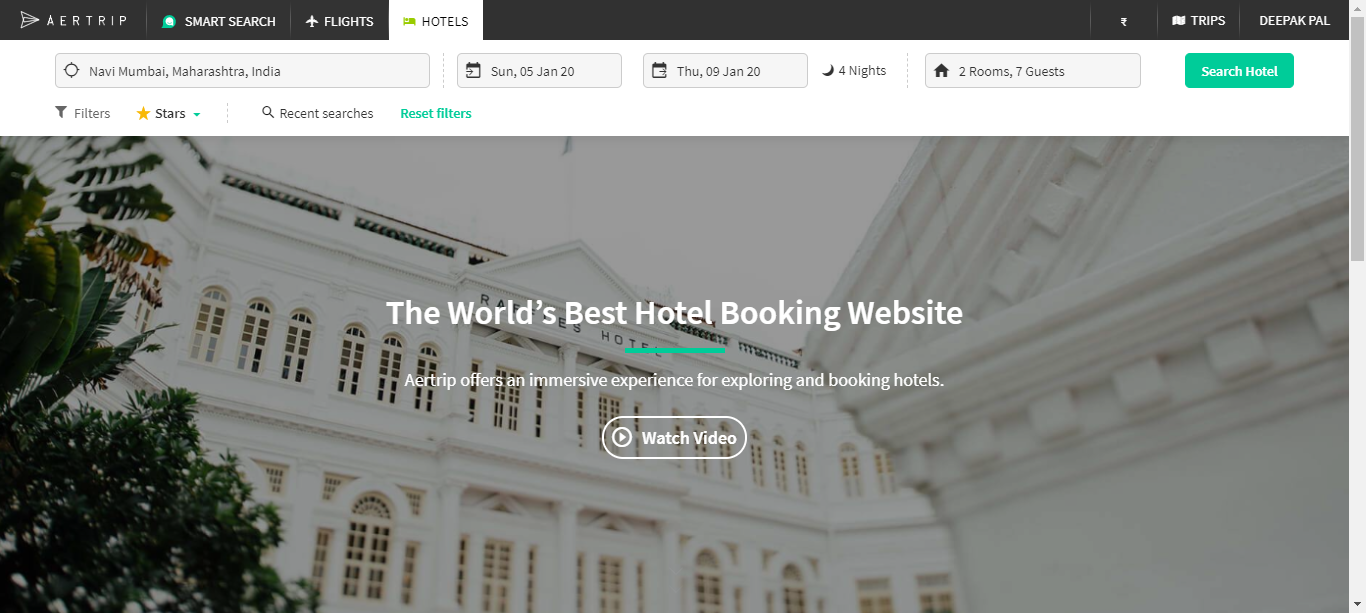 AERTRIP SMART SEARCH FLIGHTS HOTELS ₹ TRIPS DEEPAK PAL
Navi Mumbai, Maharashtra, India Sun, 05 Jan 20 Thu, 09 Jan 20 4 Nights 2 Rooms, 7 Guests Search Hotel
Filters Stars Recent searches Reset filters
RAFFLES HOTEL
The World’s Best Hotel Booking Website
Aertrip offers an immersive experience for exploring and booking hotels.
Watch Video